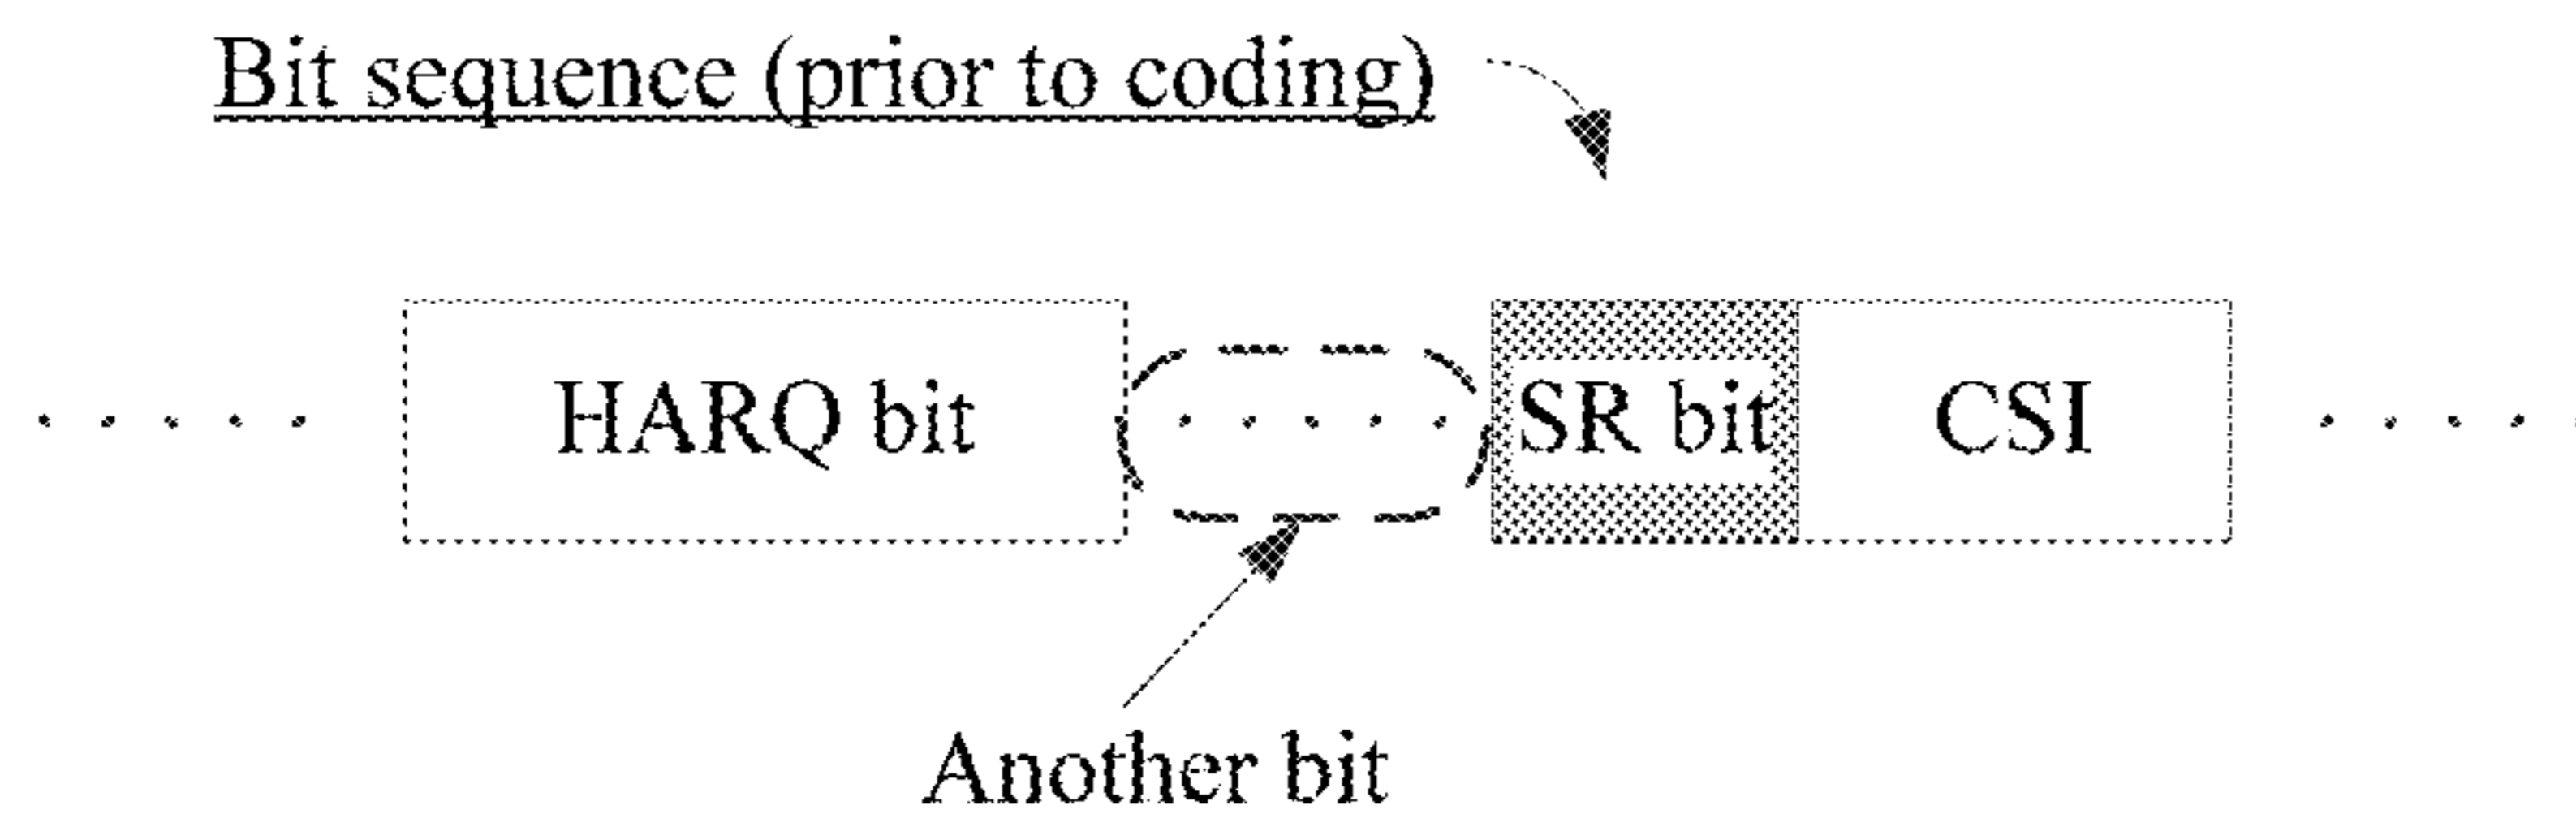 Bit sequence (prior to coding)
. . . . . HARQ bit . . . . . SR bit CSI . . . . .
Another bit